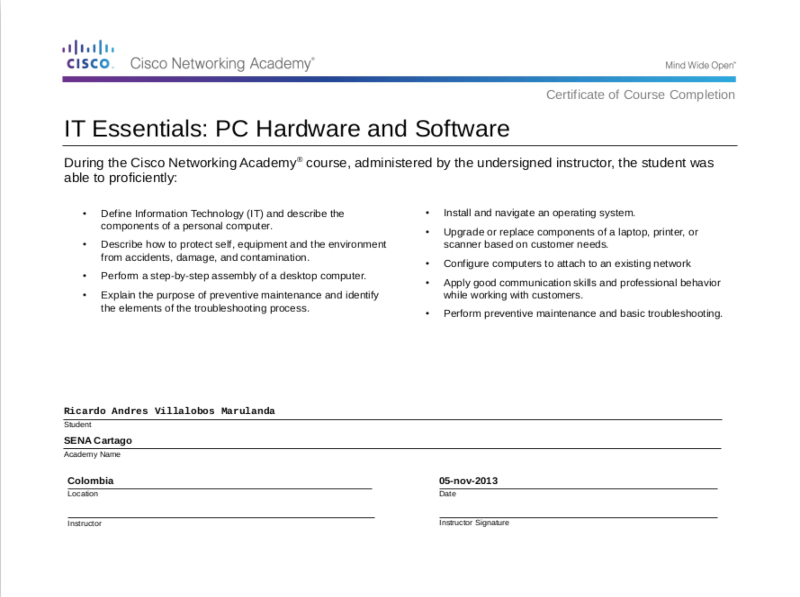 CISCO. Cisco Networking Academy® Mind Wide Open™
Certificate of Course Completion
IT Essentials: PC Hardware and Software
During the Cisco Networking Academy® course, administered by the undersigned instructor, the student was
able to proficiently:
• Define Information Technology (IT) and describe the
components of a personal computer.
• Describe how to protect self, equipment and the environment
from accidents, damage, and contamination.
• Perform a step-by-step assembly of a desktop computer.
• Explain the purpose of preventive maintenance and identify
the elements of the troubleshooting process.
• Install and navigate an operating system.
• Upgrade or replace components of a laptop, printer, or
scanner based on customer needs.
• Configure computers to attach to an existing network
• Apply good communication skills and professional behavior
while working with customers.
• Perform preventive maintenance and basic troubleshooting.
Ricardo Andres Villalobos Marulanda
Student
SENA Cartago
Academy Name
Colombia
Location
05-nov-2013
Date
Instructor
Instructor Signature